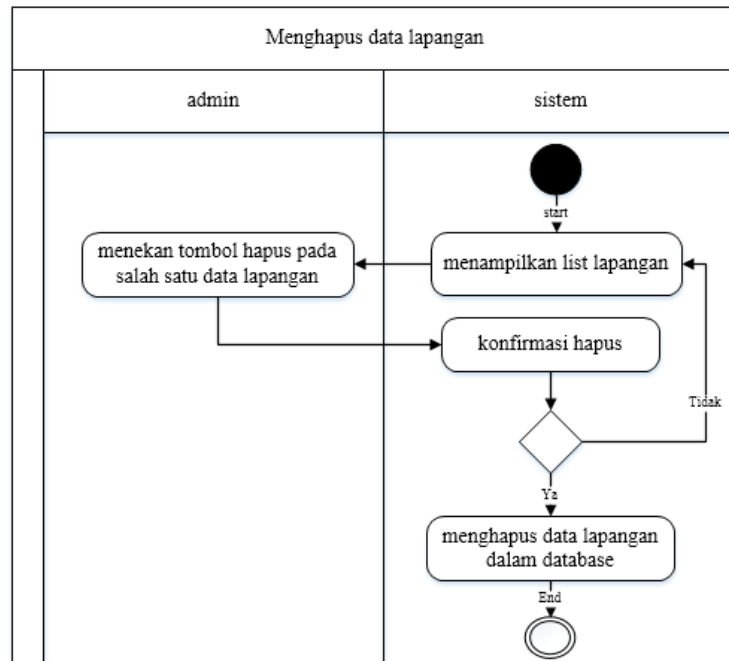 Menghapus data lapangan
admin
sistem
start
menekan tombol hapus pada
salah satu data lapangan
menampilkan list lapangan
konfirmasi hapus
Tidak
Ya
menghapus data lapangan
dalam database
End